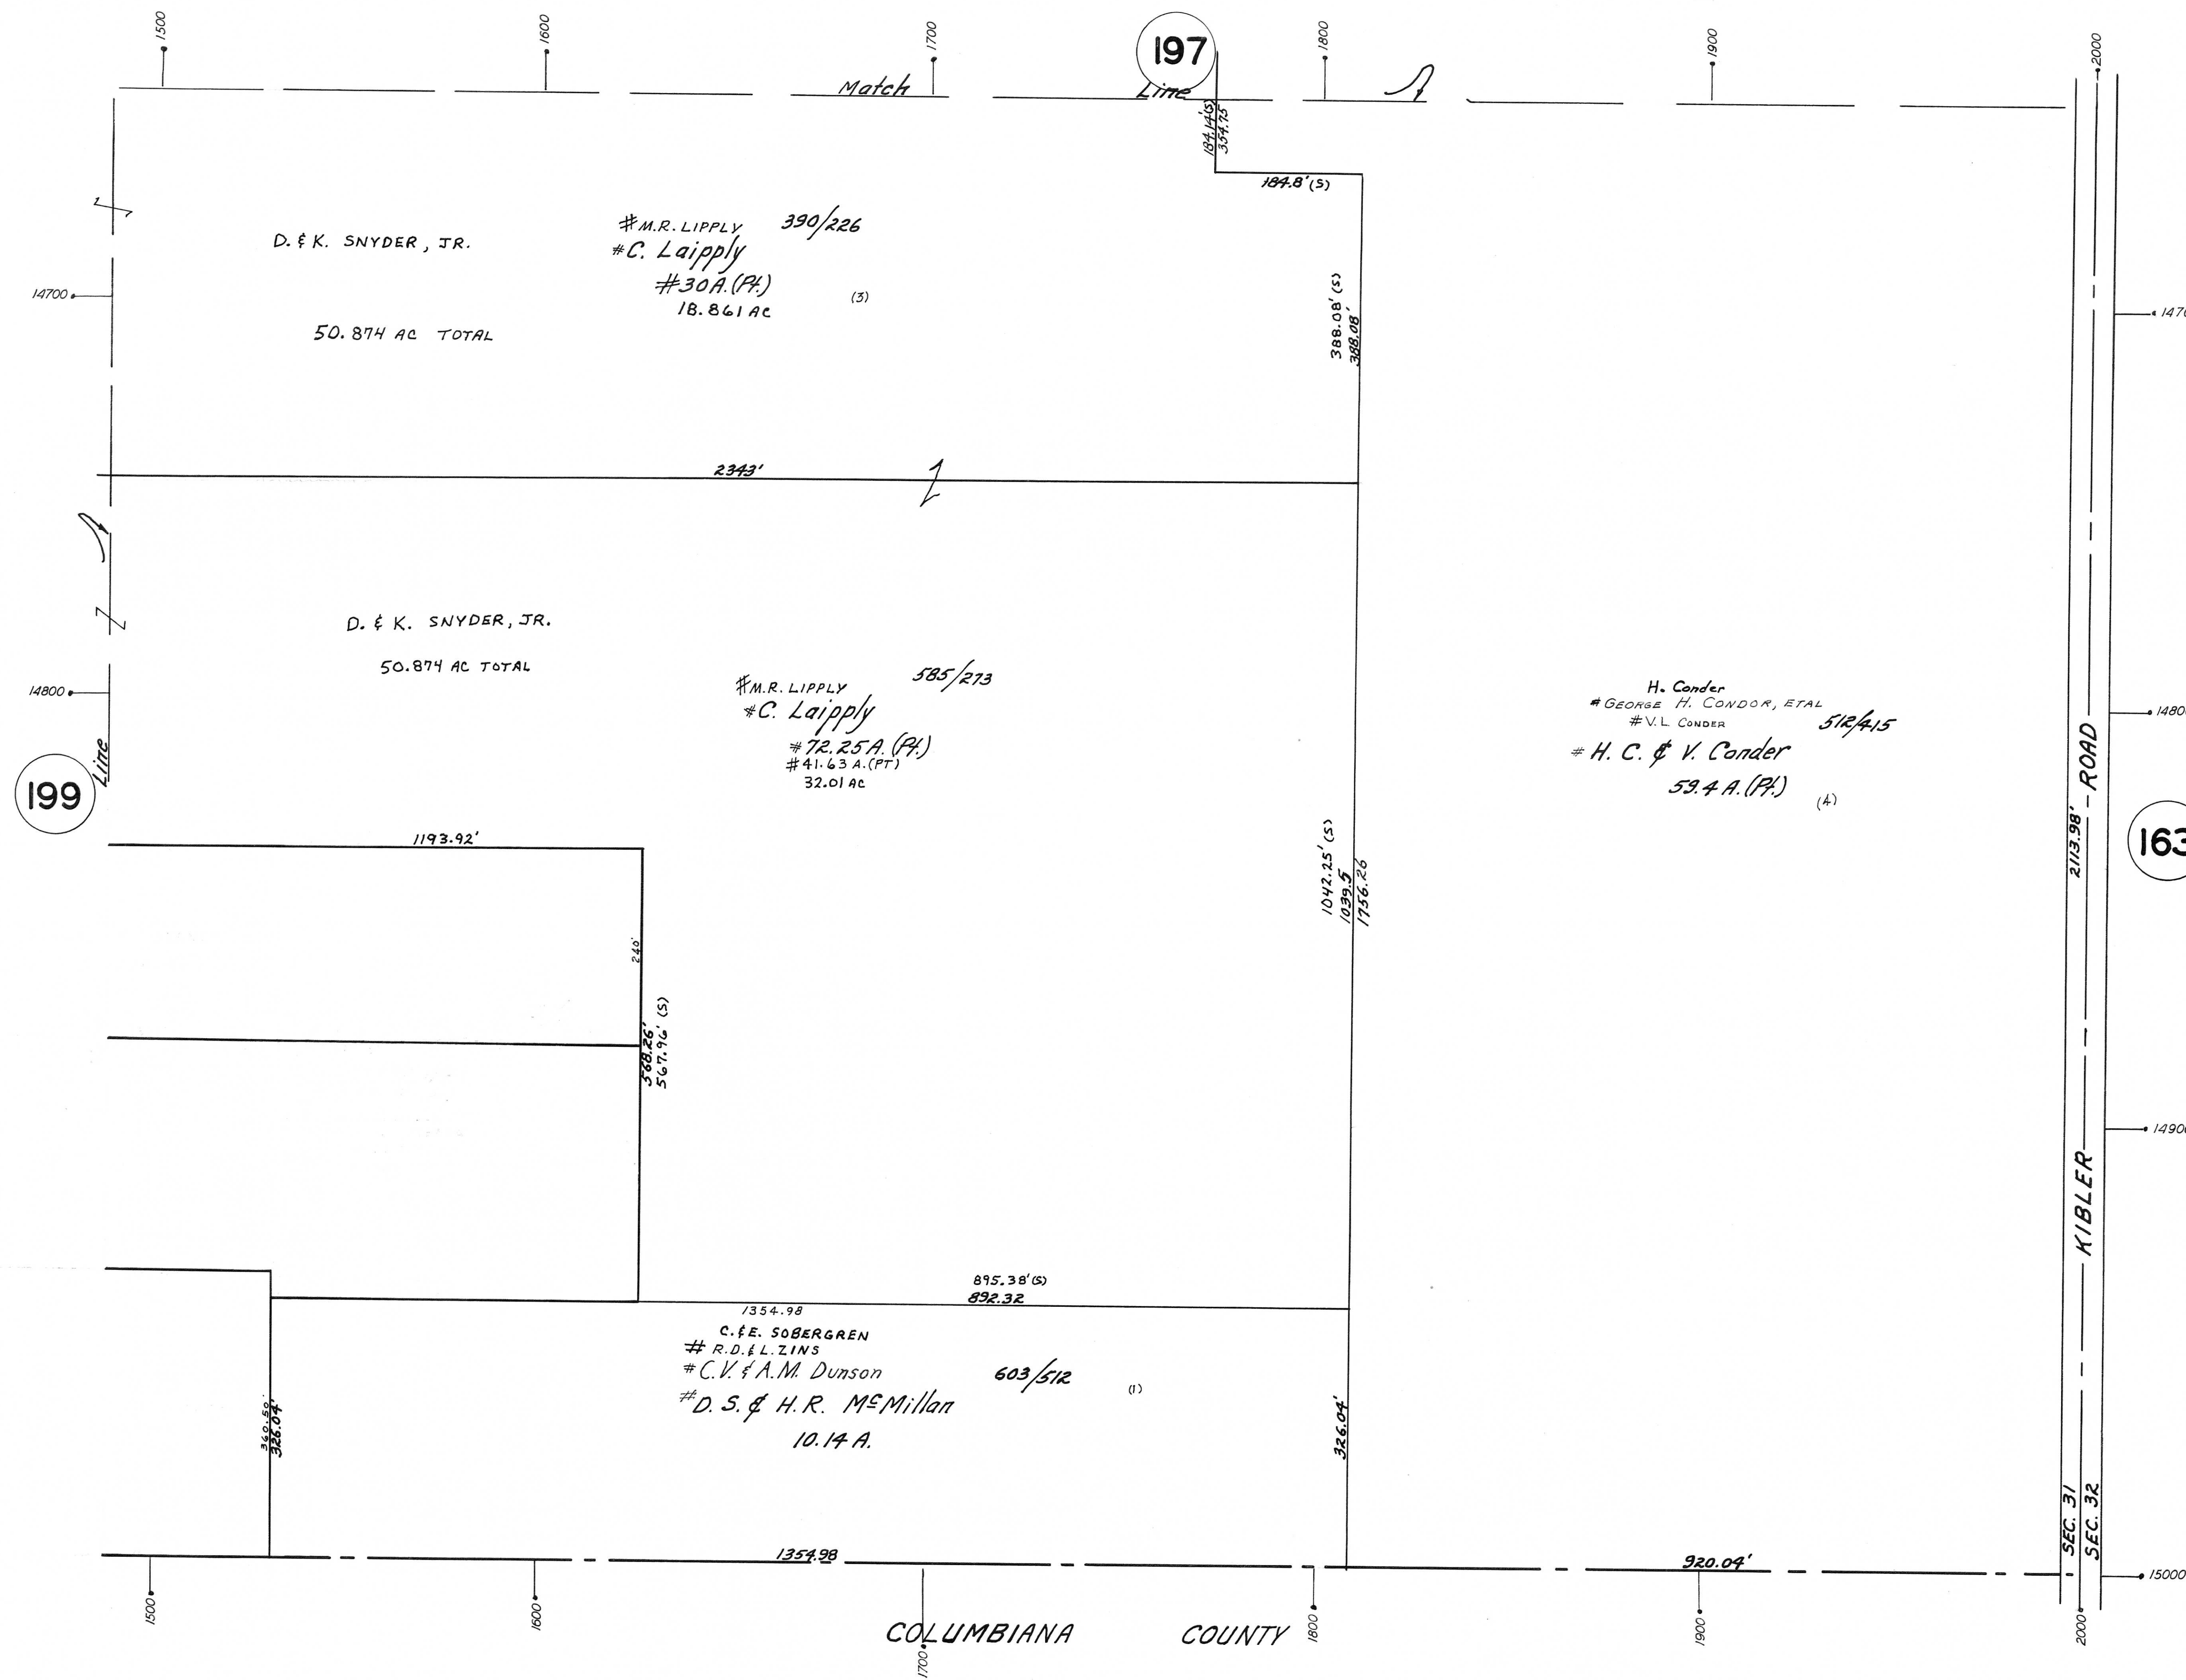 1500
1600
1700
197
1800
1900
2000
Match Line
184.14'(S)
354.75
184.8'(S)
D. & K. SNYDER, JR.
50.874 AC TOTAL
#M.R. LIPPLY 390/226
#C. Laipply
#30A.(Pt.)
18.861 AC
(3)
14700
388.08'(S)
388.08'
2343'
D. & K. SNYDER, JR.
50.874 AC TOTAL
#M.R. LIPPLY 585/273
#C. Laipply
#72.25A.(Pt.)
#41.63 A.(PT)
32.01 AC
H. Conder
#GEORGE H. CONDOR, ETAL
#V.L CONDER 512/415
#H. C. & V. Conder
59.4 A.(Pt.)
(4)
14800
199
Line
1193.92'
240'
568.26'
567.96' (S)
1042.25' (S)
1039.5
1756.26
2113.98'
KIBLER ROAD
163
895.38'(S)
892.32
1354.98
C. & E. SOBERGREN
# R.D. & L. ZINS
#C.V. & A.M. Dunson 603/512
#D. S. & H. R. McMillan
10.14 A.
(1)
360.50'
326.04'
326.04'
SEC. 31
SEC. 32
1354.98
920.04'
15000
1500
1600
1700
1800
1900
2000
COLUMBIANA COUNTY